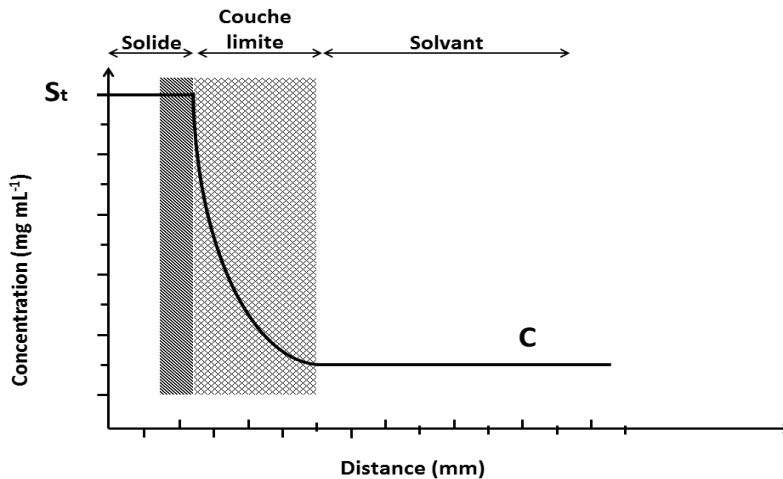 Couche
limite
Solide
Solvant
St
Concentration (mg mL⁻¹)
C
Distance (mm)